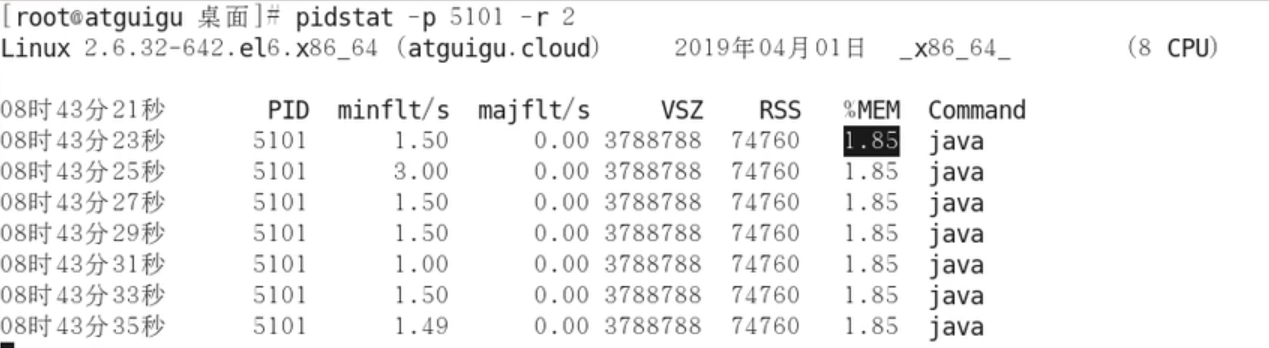 [root@atguigu 桌面]# pidstat -p 5101 -r 2
Linux 2.6.32-642.el6.x86_64 (atguigu.cloud) 2019年04月01日 _x86_64_ (8 CPU)
08时43分21秒 PID minflt/s majflt/s VSZ RSS %MEM Command
08时43分23秒 5101 1.50 0.00 3788788 74760 1.85 java
08时43分25秒 5101 3.00 0.00 3788788 74760 1.85 java
08时43分27秒 5101 1.50 0.00 3788788 74760 1.85 java
08时43分29秒 5101 1.50 0.00 3788788 74760 1.85 java
08时43分31秒 5101 1.00 0.00 3788788 74760 1.85 java
08时43分33秒 5101 1.50 0.00 3788788 74760 1.85 java
08时43分35秒 5101 1.49 0.00 3788788 74760 1.85 java